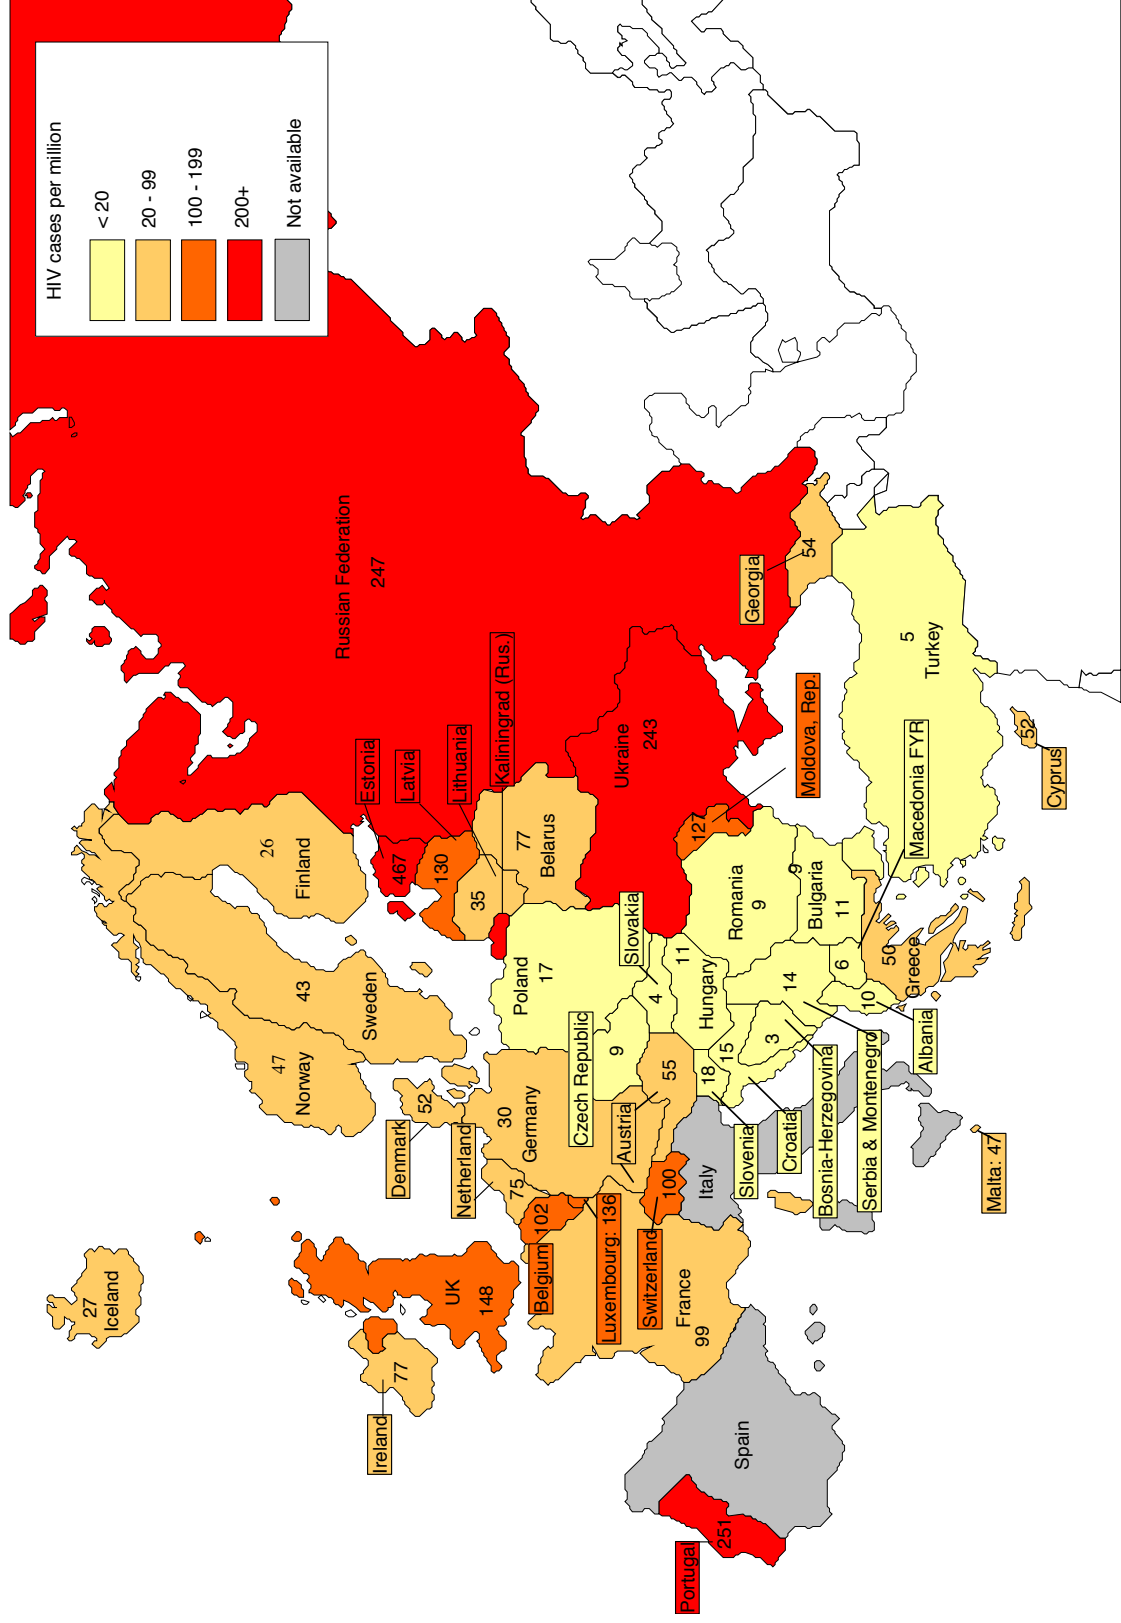 HIV cases per million
< 20
20 - 99
100 - 199
200+
Not available
27
Iceland
Norway
47
43
Sweden
26
Finland
Russian Federation
247
Estonia
467
Latvia
130
Lithuania
35
Kaliningrad (Rus.)
Belarus
77
Ireland
77
UK
148
Denmark
52
Netherland
75
Germany
30
Poland
17
Ukraine
243
Belgium
102
Luxembourg: 136
Czech Republic
9
Slovakia
4
Austria
55
Switzerland
100
France
99
Hungary
11
Moldova, Rep.
127
Romania
9
9
Georgia
54
Portugal
251
Spain
Italy
Slovenia
18
Croatia
15
Bosnia-Herzegovina
3
Serbia & Montenegro
14
Bulgaria
11
Macedonia FYR
6
Albania
10
Greece
50
5
Turkey
Malta: 47
Cyprus
52